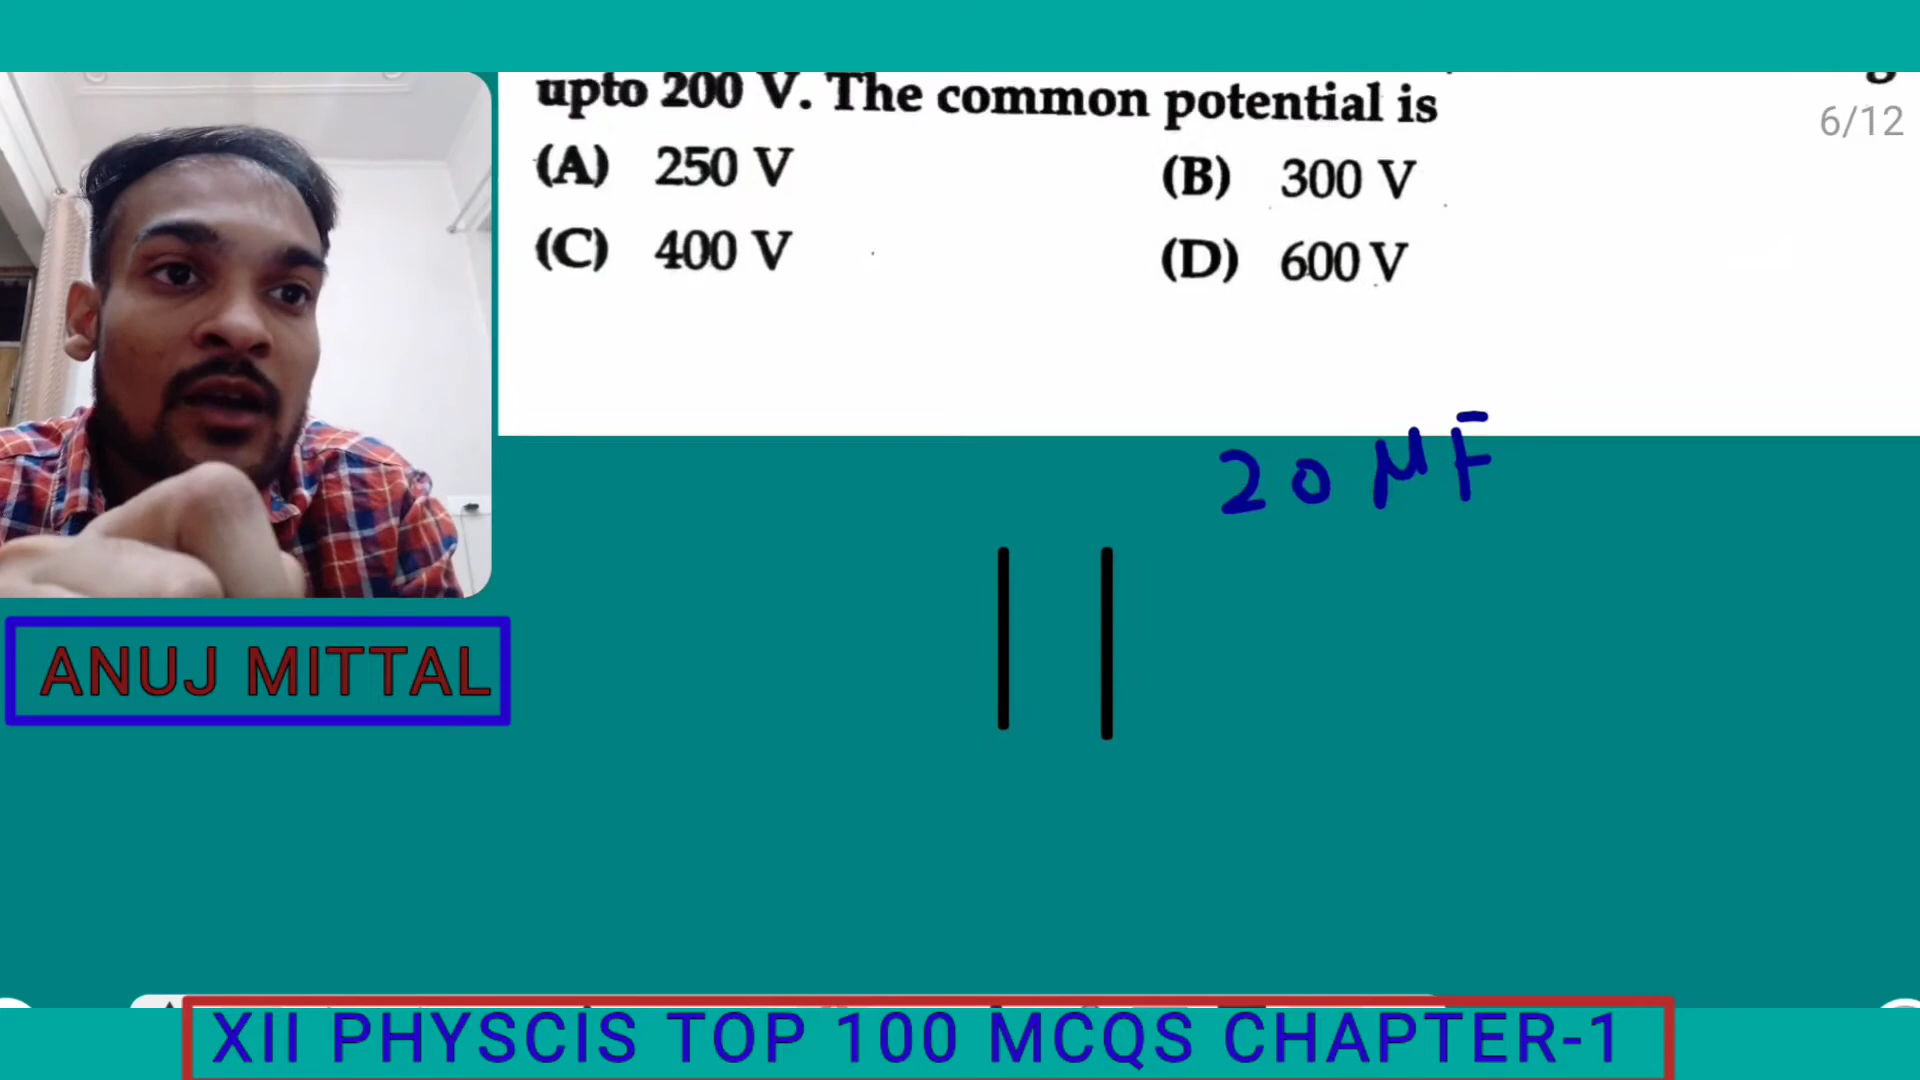 upto 200 V. The common potential is
6/12
(A) 250 V (B) 300 V
(C) 400 V (D) 600 V
20 μF
ANUJ MITTAL
XII PHYSCIS TOP 100 MCQS CHAPTER-1